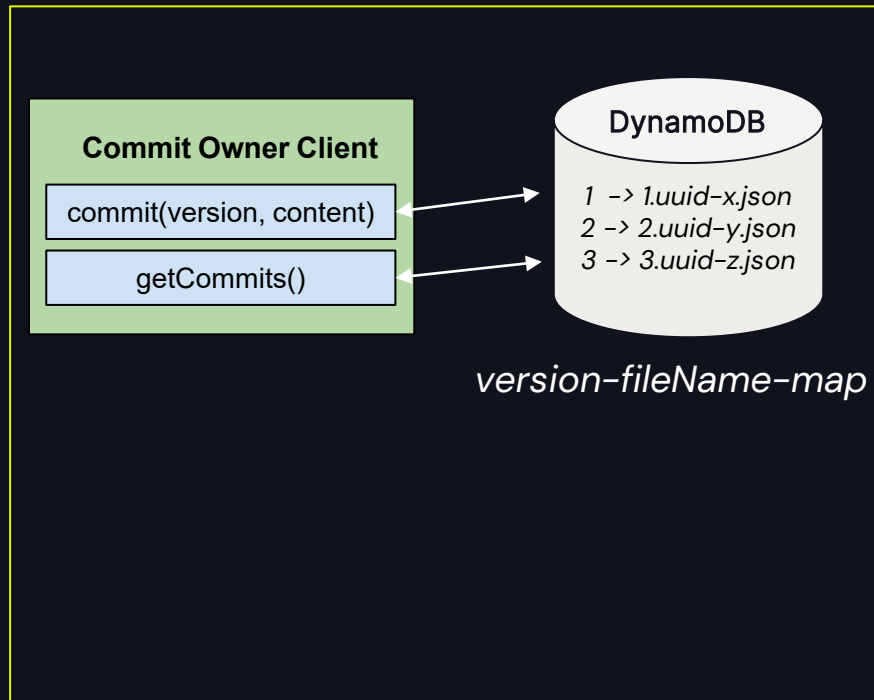 Commit Owner Client
commit(version, content)
getCommits()
DynamoDB
1 -> 1.uuid-x.json
2 -> 2.uuid-y.json
3 -> 3.uuid-z.json
version-fileName-map